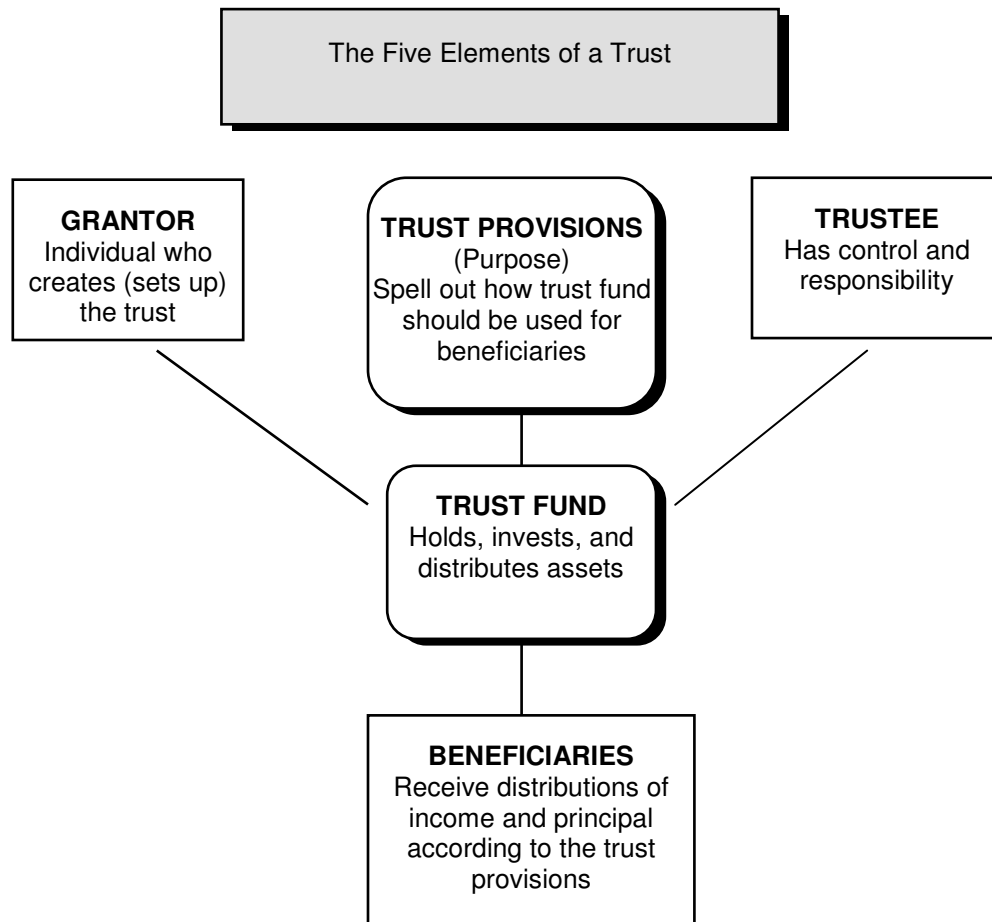 The Five Elements of a Trust
GRANTOR
Individual who
creates (sets up)
the trust
TRUST PROVISIONS
(Purpose)
Spell out how trust fund
should be used for
beneficiaries
TRUSTEE
Has control and
responsibility
TRUST FUND
Holds, invests, and
distributes assets
BENEFICIARIES
Receive distributions of
income and principal
according to the trust
provisions